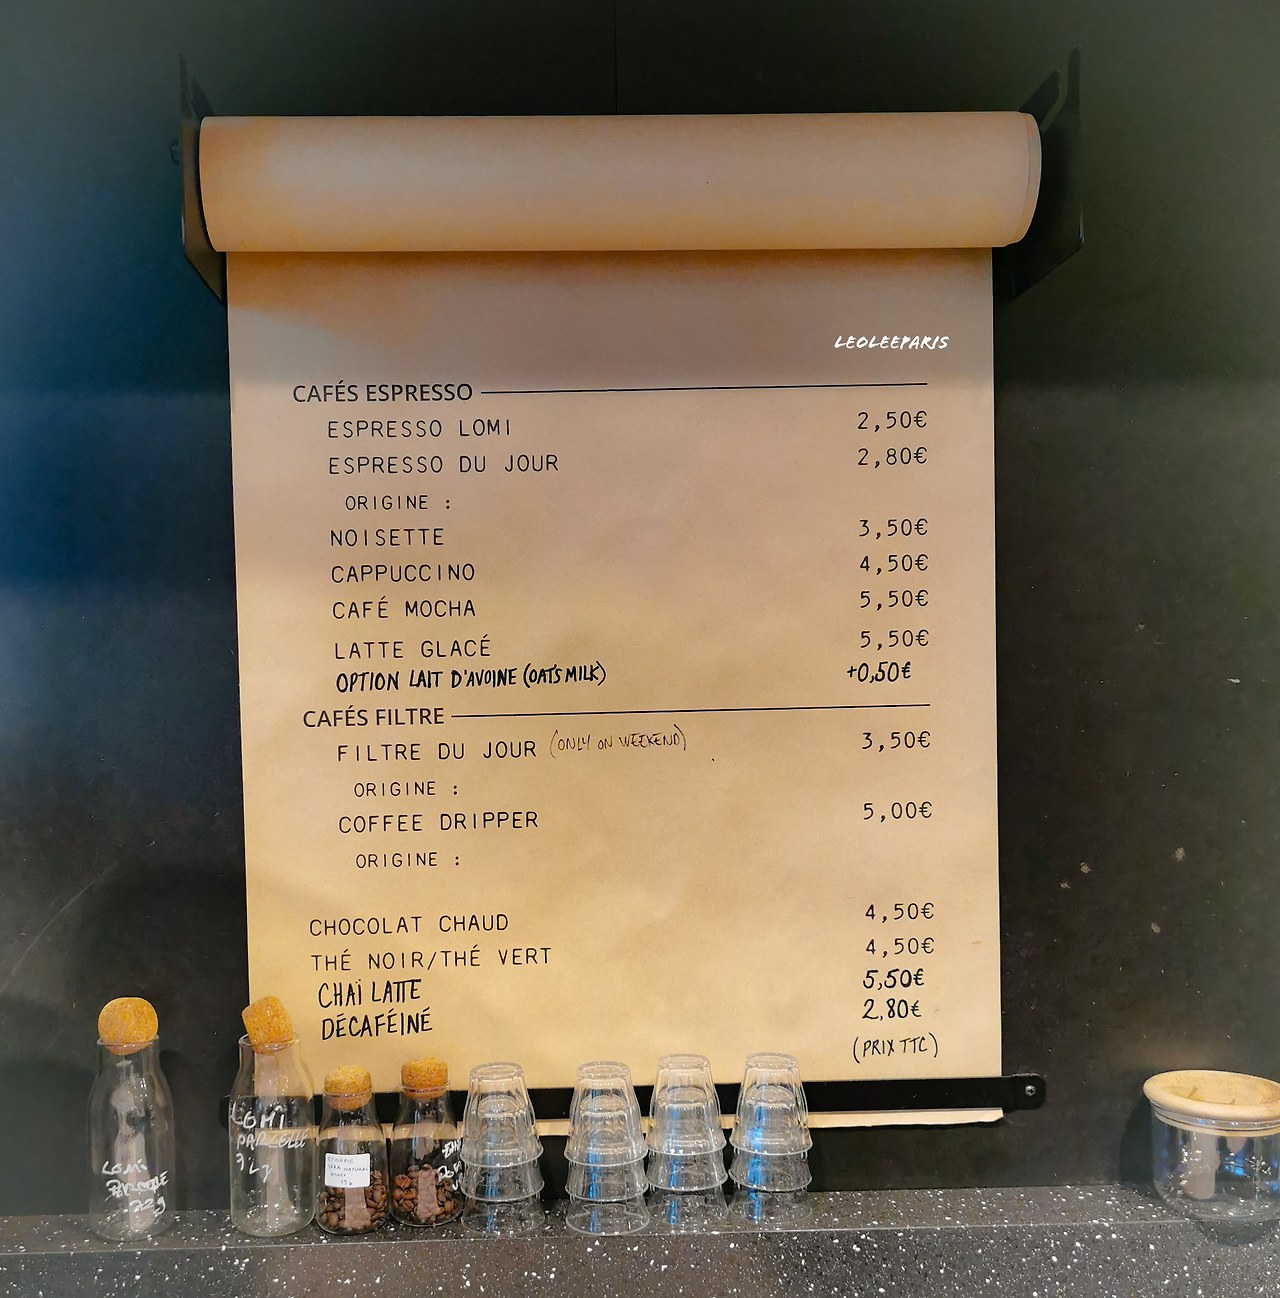 LEOLEEPARIS
CAFÉS ESPRESSO
ESPRESSO LOMI 2,50€
ESPRESSO DU JOUR 2,80€
ORIGINE :
NOISETTE 3,50€
CAPPUCCINO 4,50€
CAFÉ MOCHA 5,50€
LATTE GLACÉ 5,50€
OPTION LAIT D'AVOINE (OAT'S MILK) +0,50€
CAFÉS FILTRE
FILTRE DU JOUR (ONLY ON WEEKEND) 3,50€
ORIGINE :
COFFEE DRIPPER 5,00€
ORIGINE :
CHOCOLAT CHAUD 4,50€
THÉ NOIR/THÉ VERT 4,50€
CHAÏ LATTE 5,50€
DÉCAFÉINÉ 2,80€
(PRIX TTC)
LOMI
LOMI
22g